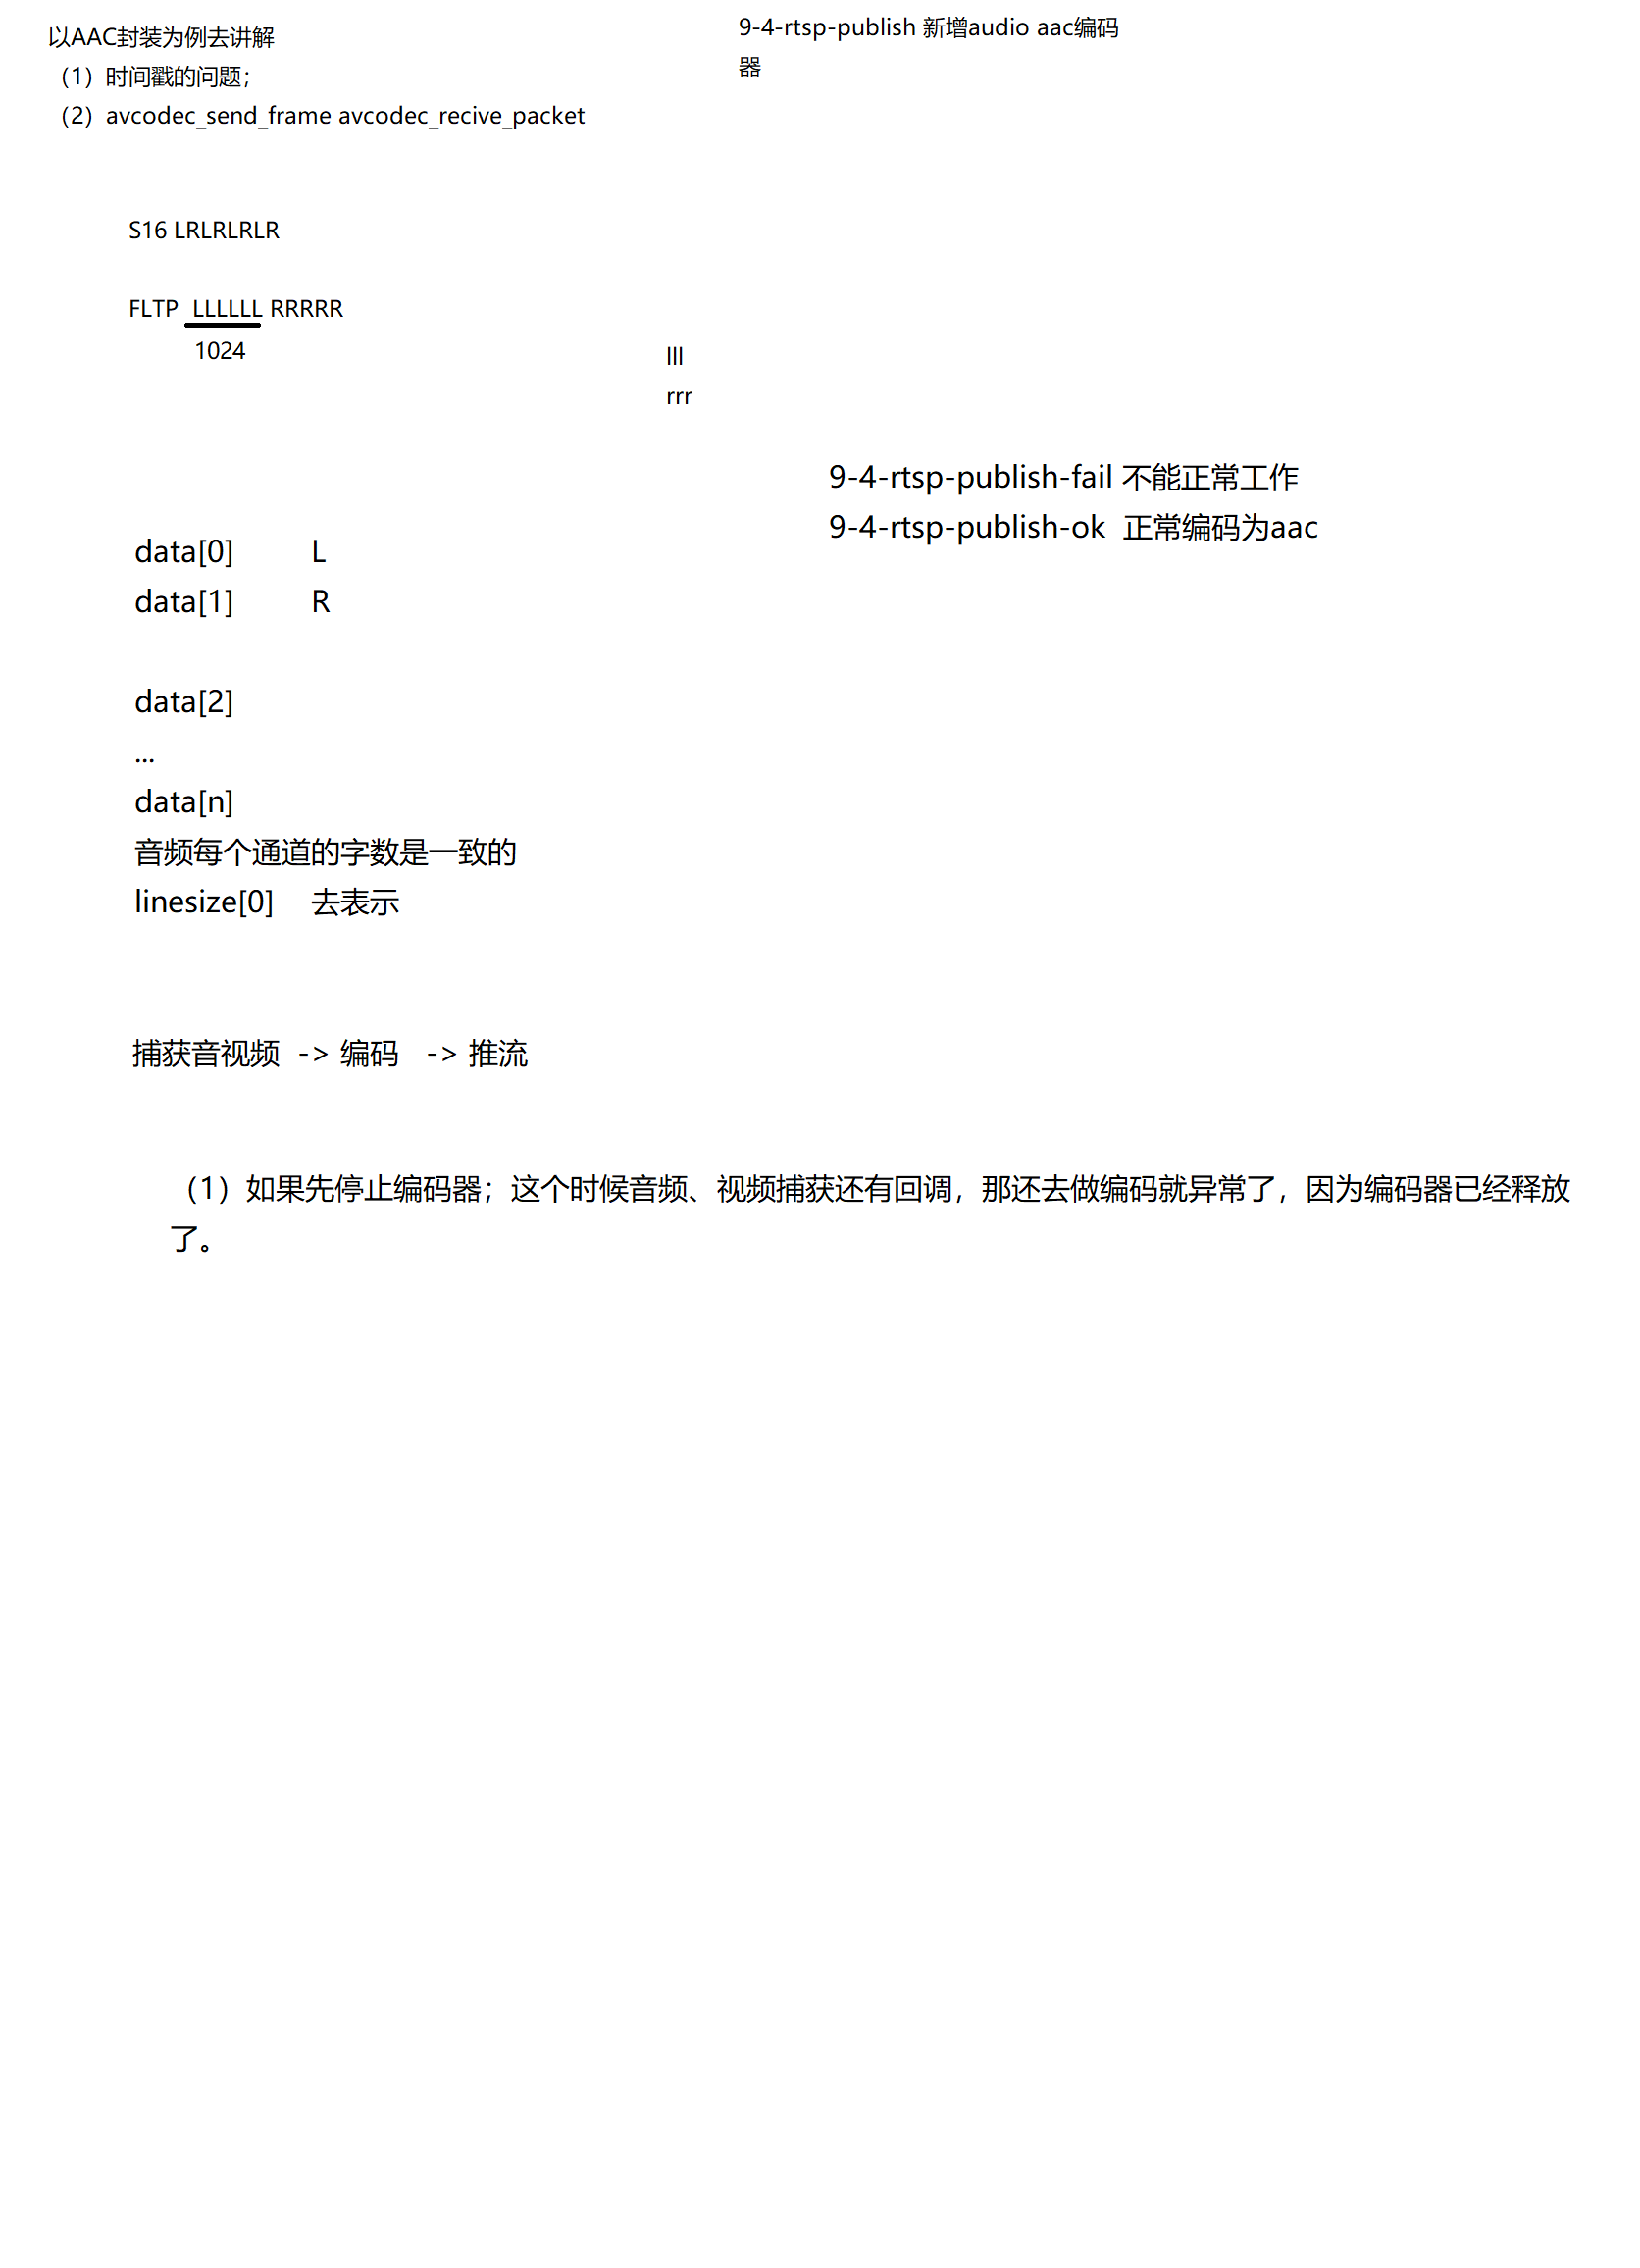 以AAC封装为例去讲解
（1）时间戳的问题；
（2）avcodec_send_frame avcodec_recive_packet
9-4-rtsp-publish 新增audio aac编码
器
S16 LRLRLRLR
FLTP  LLLLLL RRRRR
1024
lll
rrr
9-4-rtsp-publish-fail 不能正常工作
9-4-rtsp-publish-ok  正常编码为aac
data[0]  L
data[1]  R
data[2]
...
data[n]
音频每个通道的字数是一致的
linesize[0]  去表示
捕获音视频  -> 编码  -> 推流
（1）如果先停止编码器；这个时候音频、视频捕获还有回调，那还去做编码就异常了，因为编码器已经释放
了。